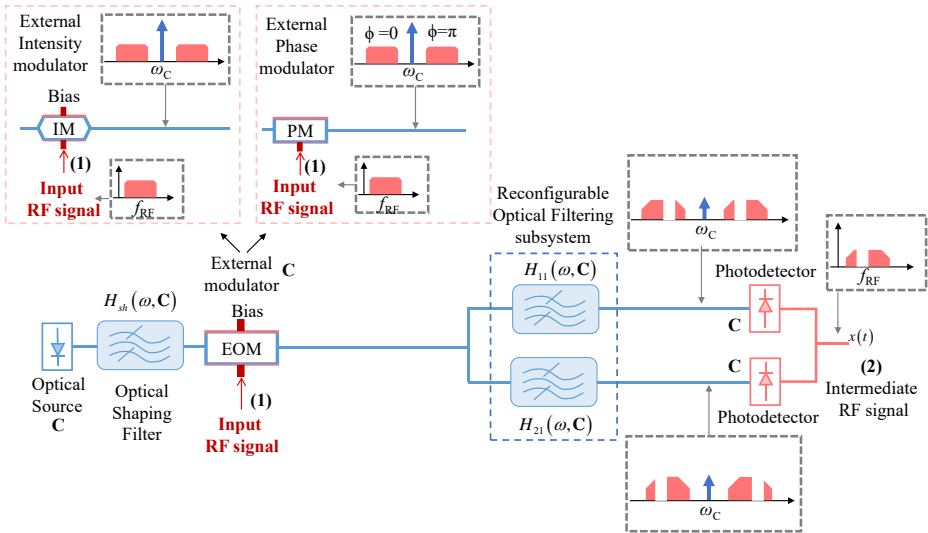 External
Intensity
modulator
ω_C
Bias
IM
(1)
Input
RF signal
f_RF
External
Phase
modulator
ϕ=0
ϕ=π
ω_C
PM
(1)
Input
RF signal
f_RF
External
modulator
C
Reconfigurable
Optical Filtering
subsystem
ω_C
f_RF
H_sh(ω,C)
Optical
Source
C
Optical
Shaping
Filter
Bias
EOM
(1)
Input
RF signal
H_11(ω,C)
H_21(ω,C)
Photodetector
C
C
Photodetector
x(t)
(2)
Intermediate
RF signal
ω_C